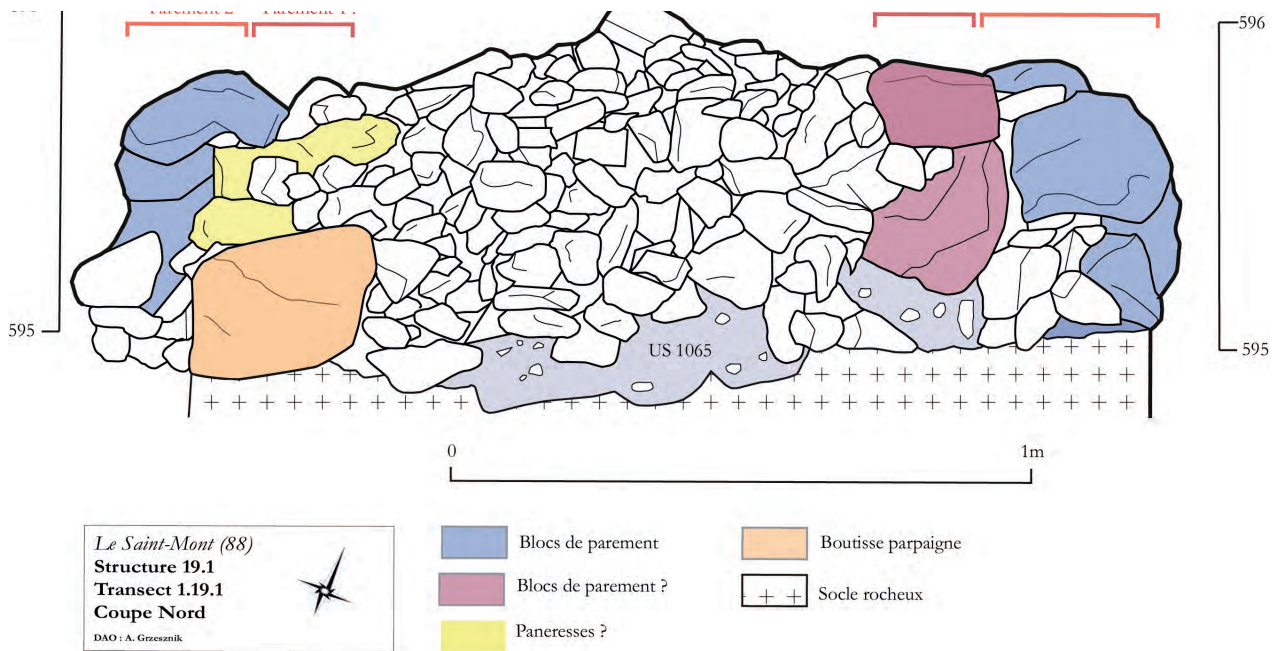 596
595
595
US 1065
0 1m
Le Saint-Mont (88)
Structure 19.1
Transect 1.19.1
Coupe Nord
DAO : A. Grzesznik
Blocs de parement
Blocs de parement ?
Paneresses ?
Boutisse parpaigne
Socle rocheux